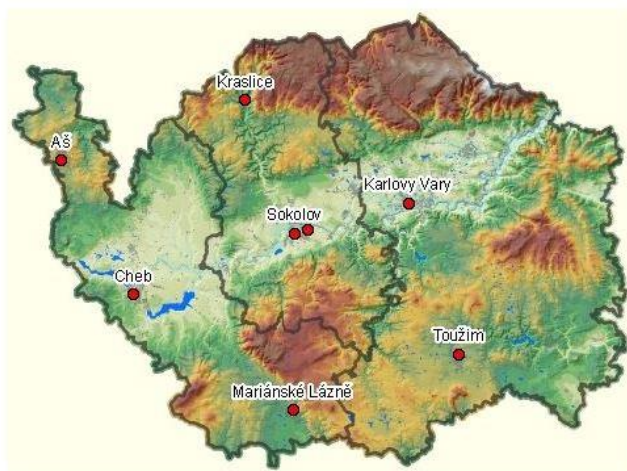 Kraslice
Aš
Karlovy Vary
Sokolov
Cheb
Toužim
Mariánské Lázně